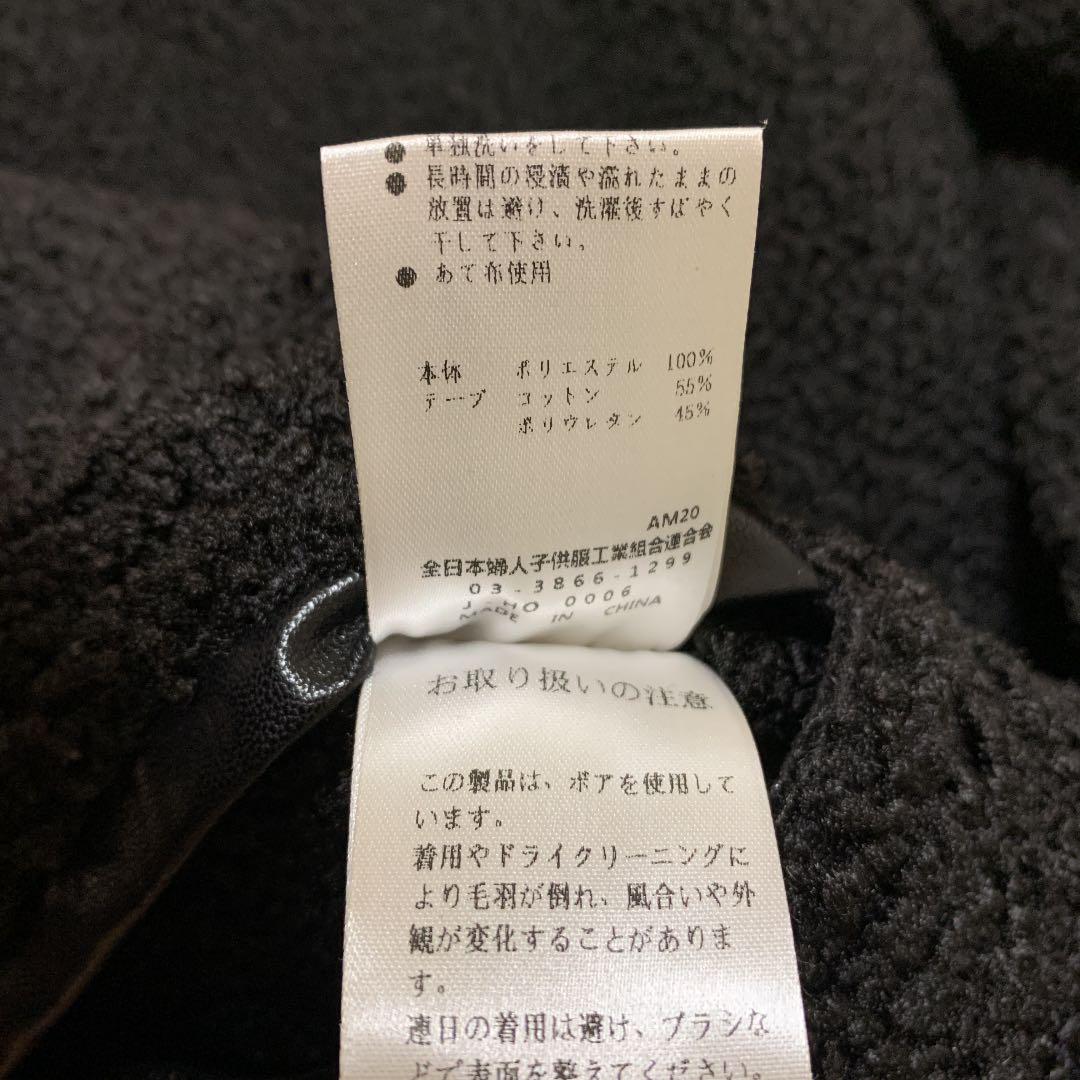 ● 単独洗いをして下さい。
● 長時間の浸漬や濡れたままの
放置は避け、洗濯後すばやく
干して下さい。
● あて布使用
本体 ポリエステル 100%
テープ コットン 55%
ポリウレタン 45%
AM20
全日本婦人子供服工業組合連合会
03-3866-1299
0006
MADE IN CHINA
お取り扱いの注意
この製品は、ボアを使用して
います。
着用やドライクリーニングに
より毛羽が倒れ、風合いや外
観が変化することがありま
す。
連日の着用は避け、ブラシな
どで表面を整えてください。